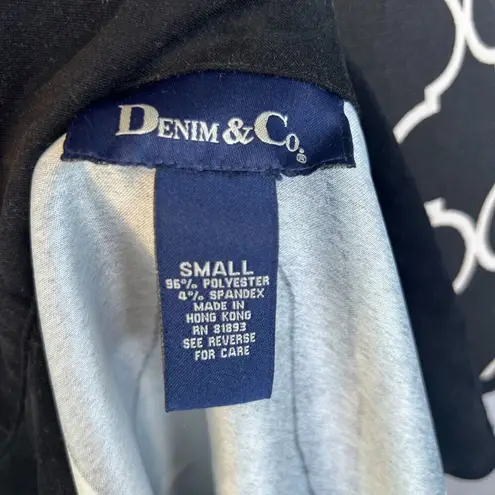 DENIM & CO.®
SMALL
96% POLYESTER
4% SPANDEX
MADE IN
HONG KONG
RN 81893
SEE REVERSE
FOR CARE